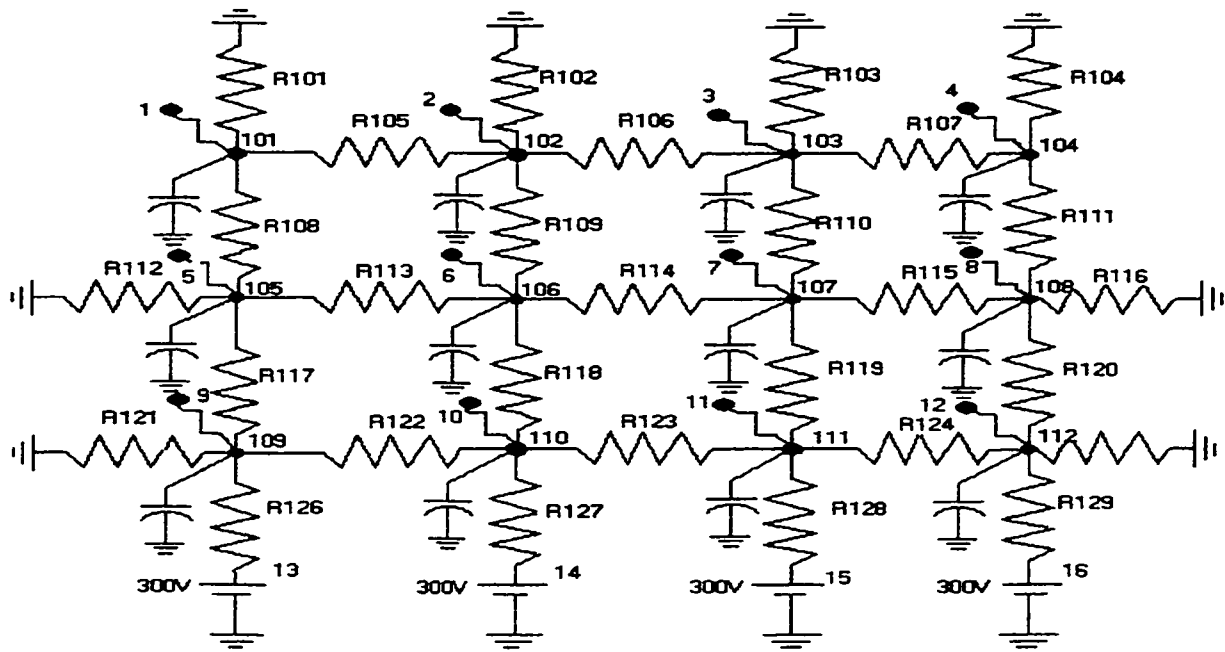 R101 R102 R103 R104
1 2 3 4
R105 R106 R107
101 102 103 104
R108 R109 R110 R111
R112 5 R113 6 R114 7 R115 8 R116
105 106 107 108
R117 R118 R119 R120
9 10 11 12
R121 R122 R123 R124
109 110 111 112
R126 R127 R128 R129
13 14 15 16
300V 300V 300V 300V